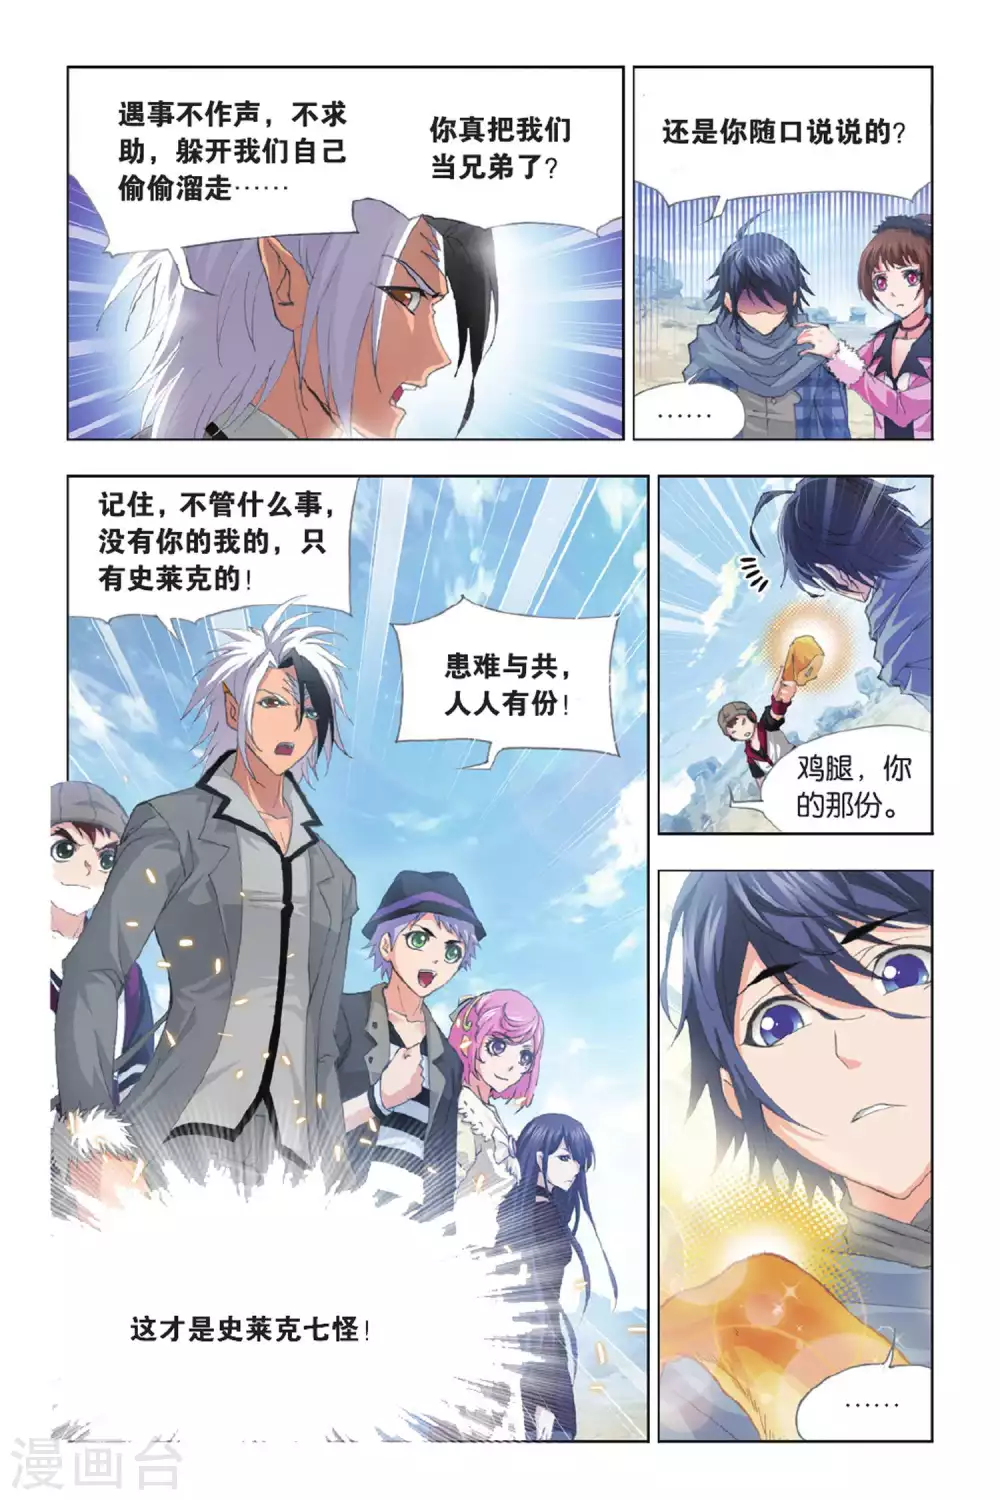 遇事不作声，不求
助，躲开我们自己
偷偷溜走……
你真把我们
当兄弟了？
还是你随口说说的？
……
记住，不管什么事，
没有你的我的，只
有史莱克的！
患难与共，
人人有份！
这才是史莱克七怪！
鸡腿，你
的那份。
……
漫画台